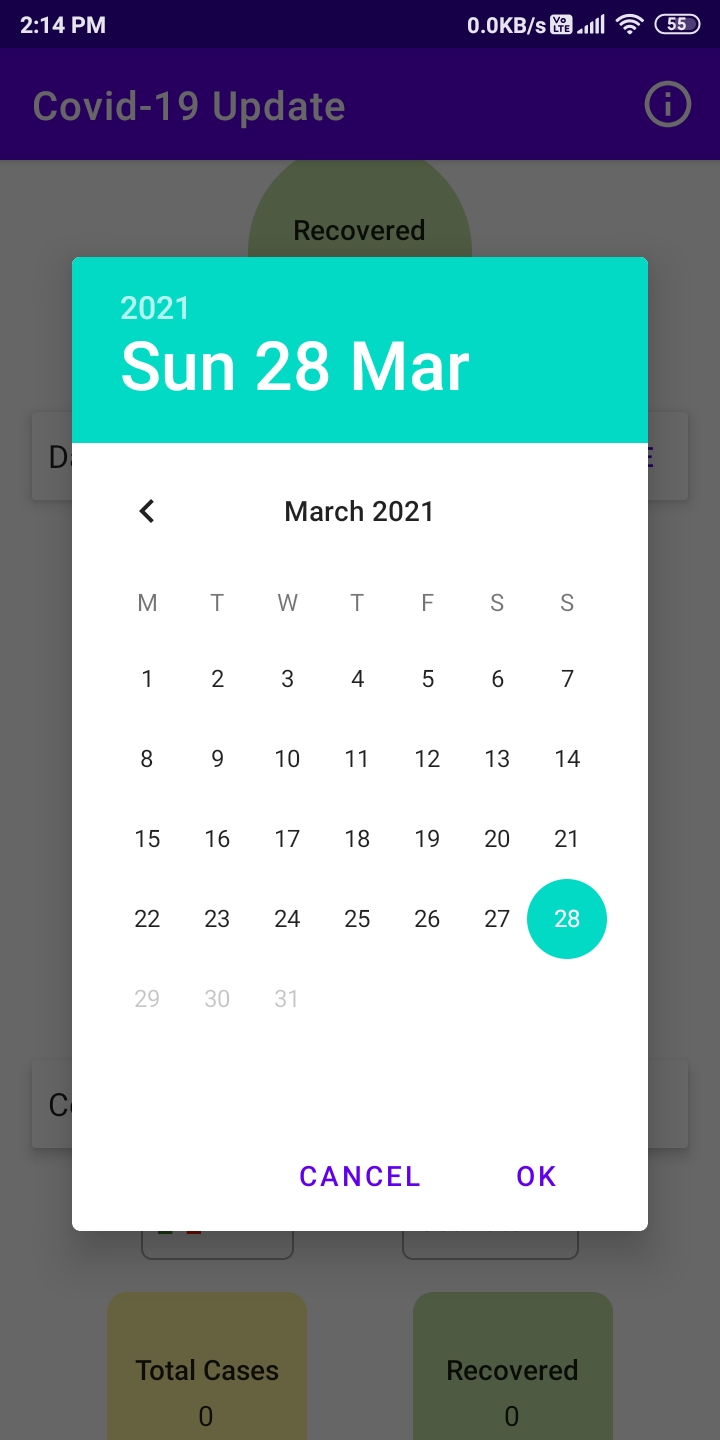 2:14 PM 0.0KB/s Vo LTE 55
Covid-19 Update
Recovered
2021
Sun 28 Mar
March 2021
M T W T F S S
1 2 3 4 5 6 7
8 9 10 11 12 13 14
15 16 17 18 19 20 21
22 23 24 25 26 27 28
29 30 31
CANCEL OK
Total Cases Recovered
0 0